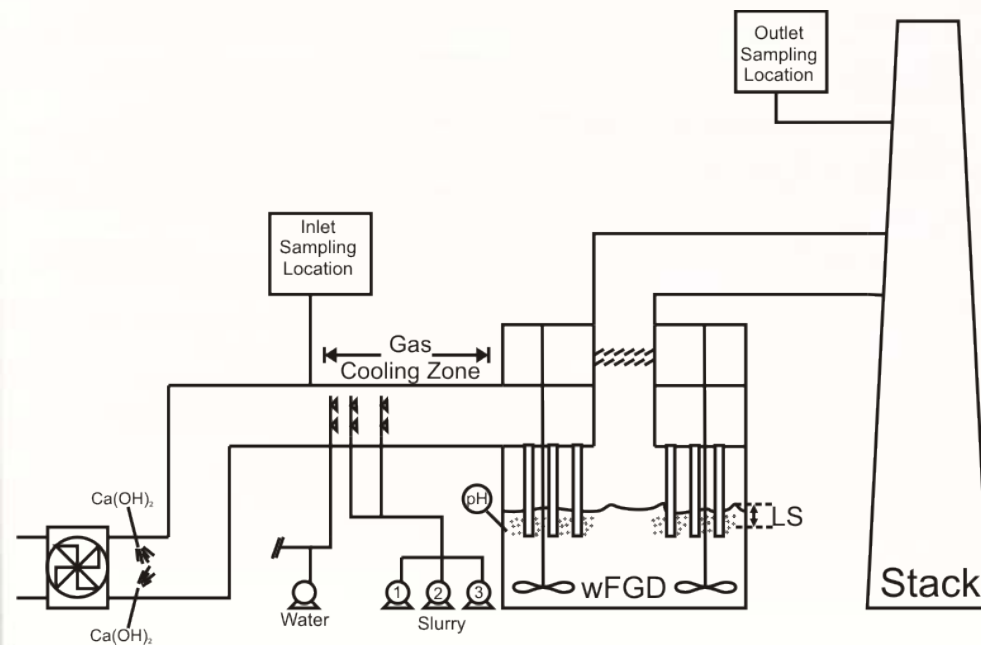 Outlet
Sampling
Location
Inlet
Sampling
Location
Gas
Cooling Zone
Ca(OH)₂
pH
LS
1
2
3
wFGD
Stack
Water
Slurry
Ca(OH)₂